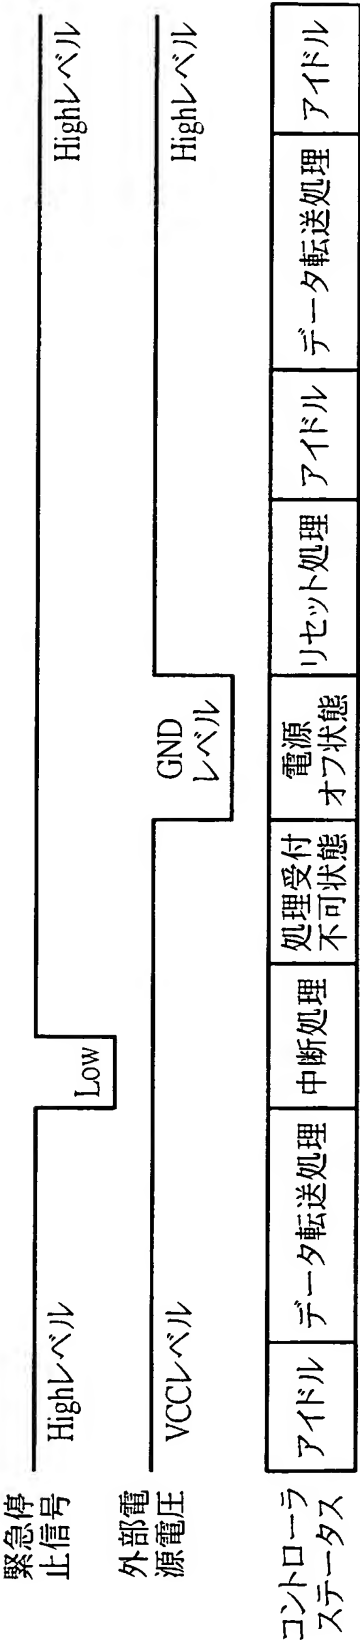 緊急停
止信号
Highレベル
Low
Highレベル
外部電
源電圧
VCCレベル
GND
レベル
Highレベル
コントローラ
ステータス
アイドル
データ転送処理
中断処理
処理受付
不可状態
電源
オフ状態
リセット処理
アイドル
データ転送処理
アイドル